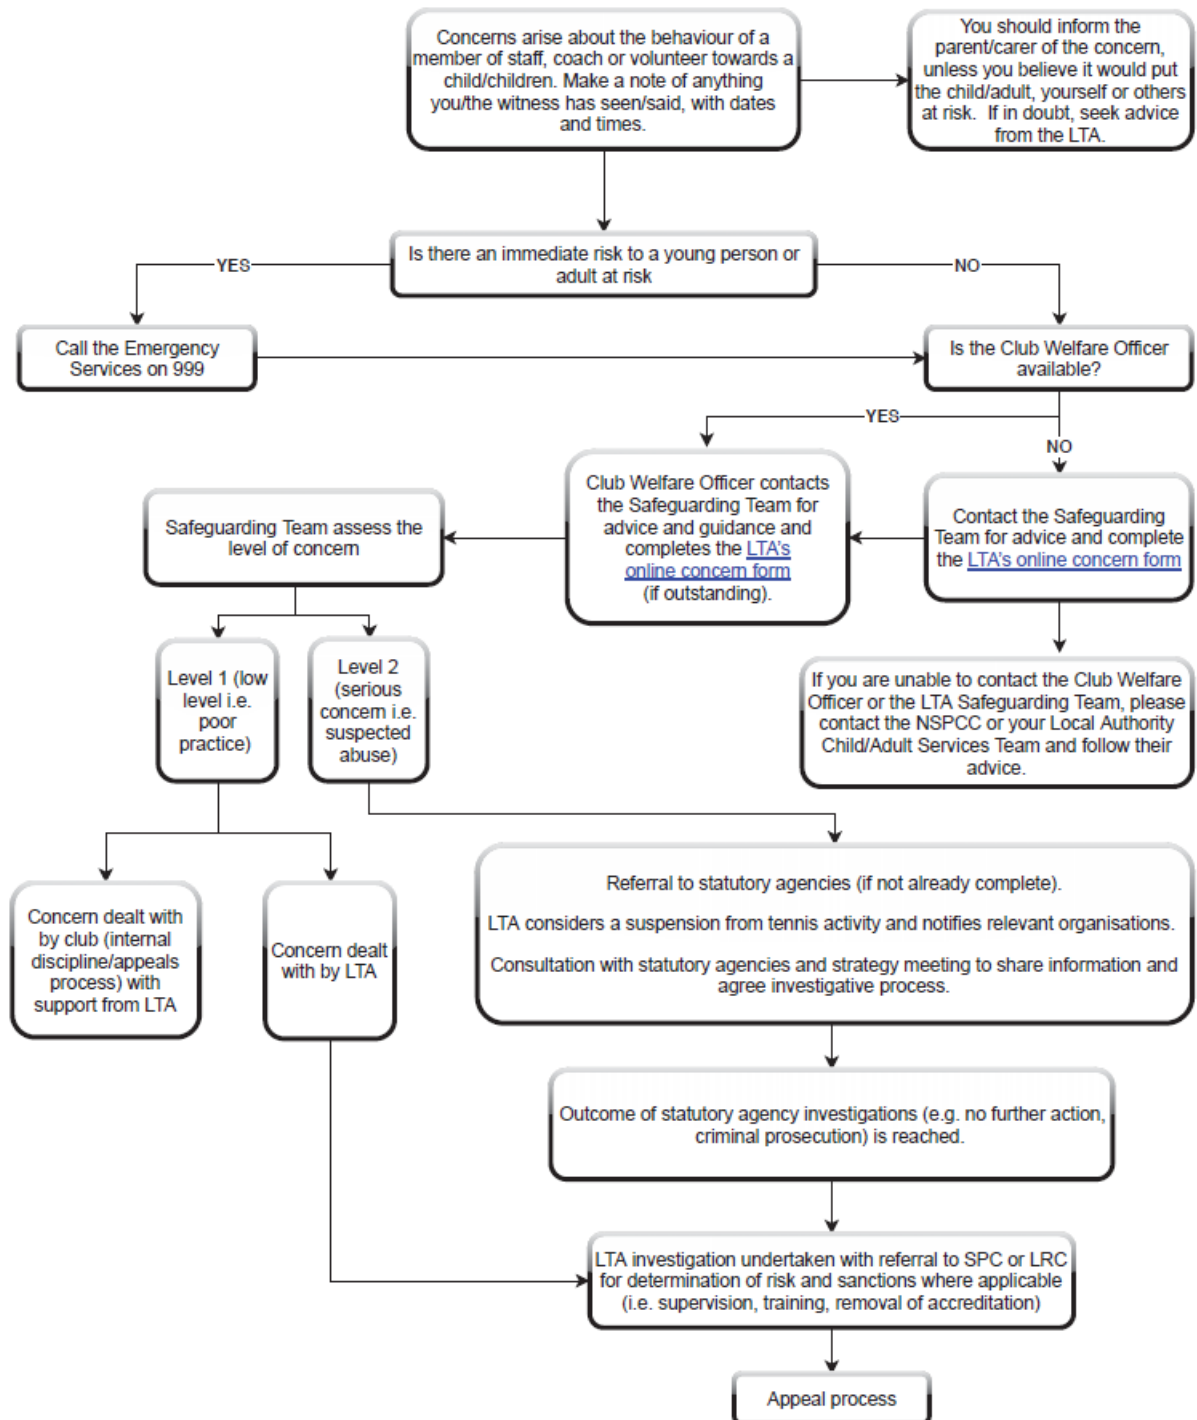 Concerns arise about the behaviour of a
member of staff, coach or volunteer towards a
child/children. Make a note of anything
you/the witness has seen/said, with dates
and times.
You should inform the
parent/carer of the concern,
unless you believe it would put
the child/adult, yourself or others
at risk. If in doubt, seek advice
from the LTA.
Is there an immediate risk to a young person or
adult at risk
YES
NO
Call the Emergency
Services on 999
Is the Club Welfare Officer
available?
YES
NO
Club Welfare Officer contacts
the Safeguarding Team for
advice and guidance and
completes the LTA's
online concern form
(if outstanding).
Contact the Safeguarding
Team for advice and complete
the LTA's online concern form
Safeguarding Team assess the
level of concern
Level 1 (low
level i.e.
poor
practice)
Level 2
(serious
concern i.e.
suspected
abuse)
If you are unable to contact the Club Welfare
Officer or the LTA Safeguarding Team, please
contact the NSPCC or your Local Authority
Child/Adult Services Team and follow their
advice.
Concern dealt with
by club (internal
discipline/appeals
process) with
support from LTA
Concern dealt
with by LTA
Referral to statutory agencies (if not already complete).
LTA considers a suspension from tennis activity and notifies relevant organisations.
Consultation with statutory agencies and strategy meeting to share information and
agree investigative process.
Outcome of statutory agency investigations (e.g. no further action,
criminal prosecution) is reached.
LTA investigation undertaken with referral to SPC or LRC
for determination of risk and sanctions where applicable
(i.e. supervision, training, removal of accreditation)
Appeal process